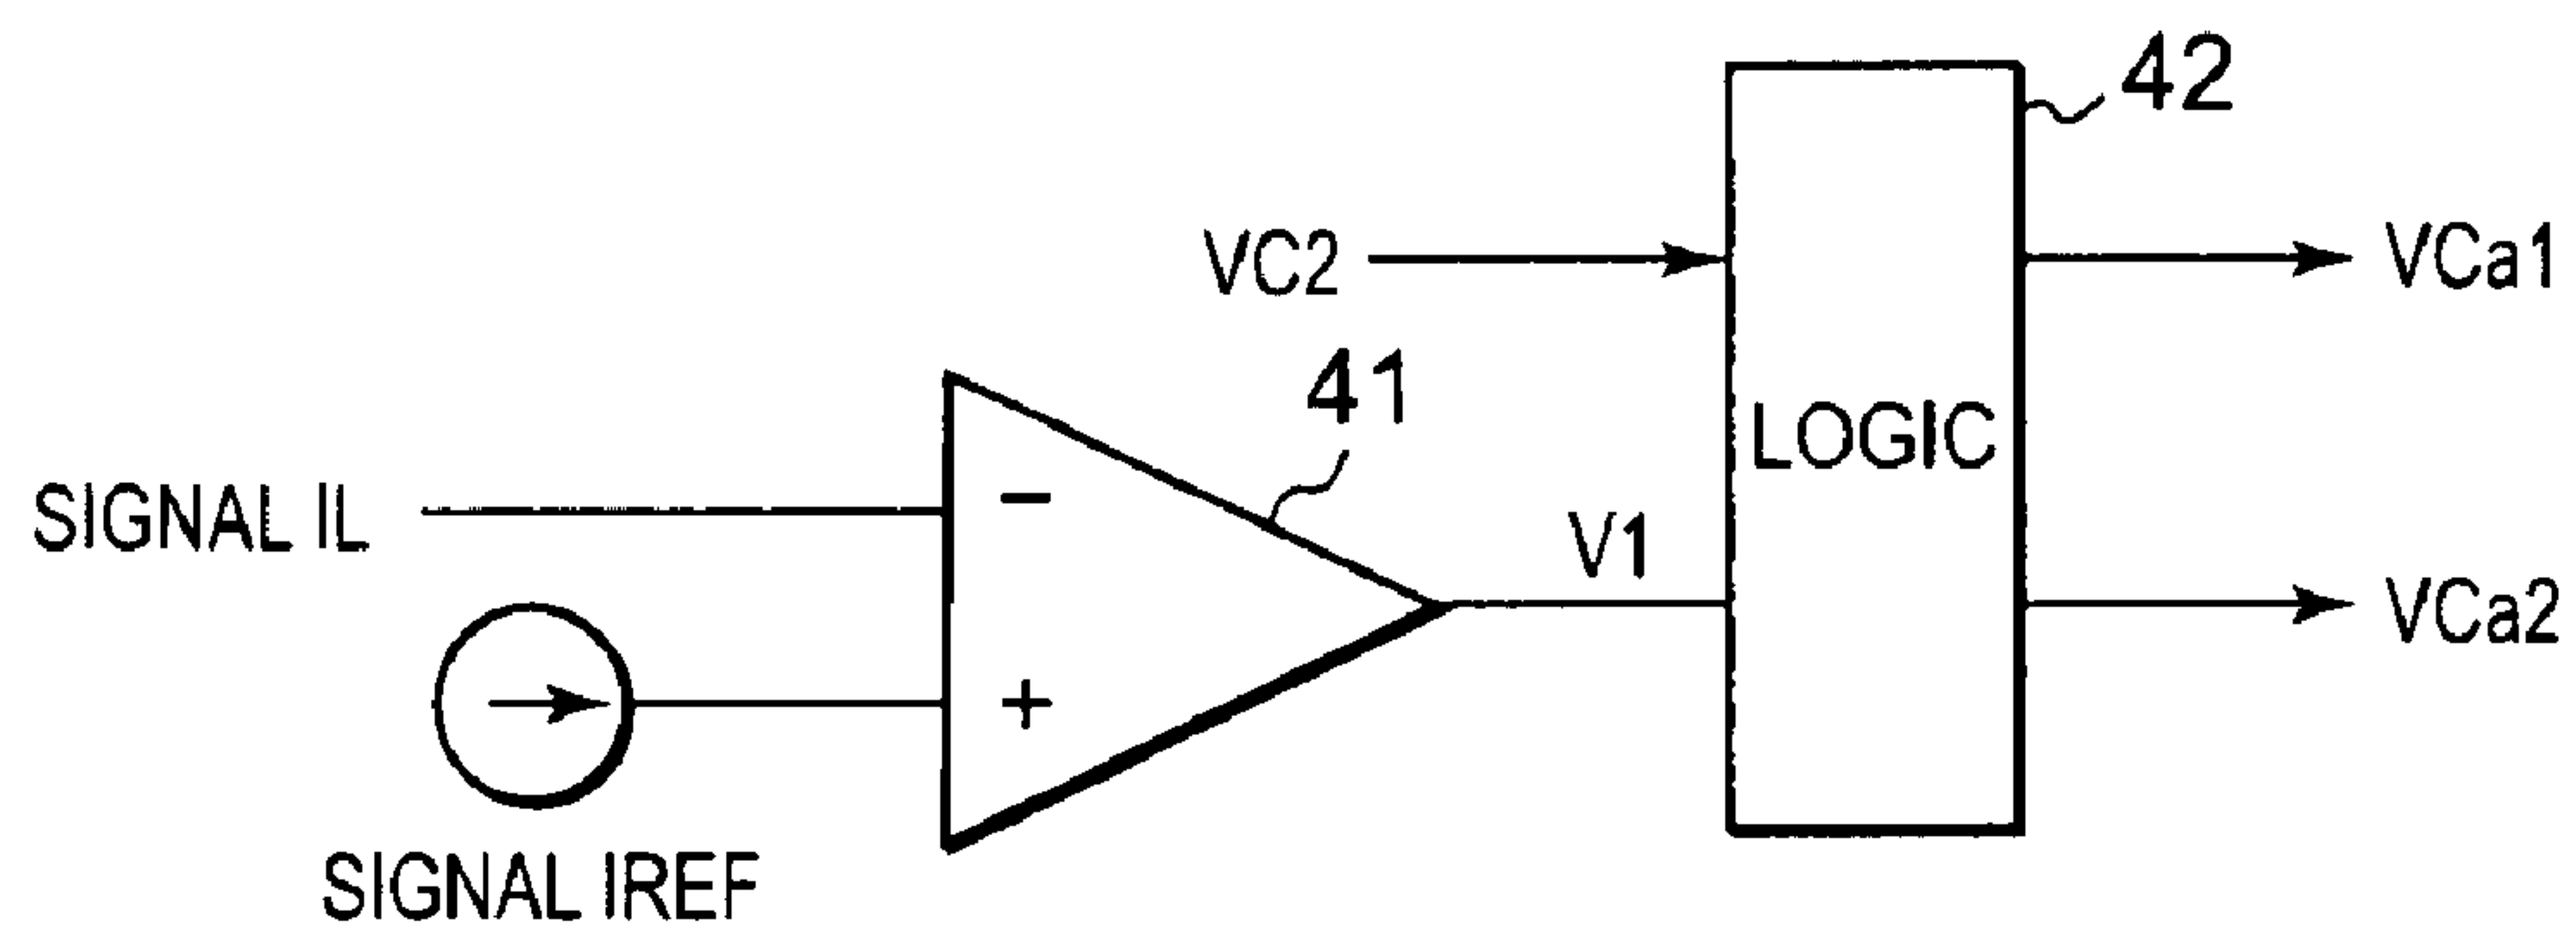 42
VC2
VCa1
41
LOGIC
SIGNAL IL
−
V1
VCa2
+
SIGNAL IREF